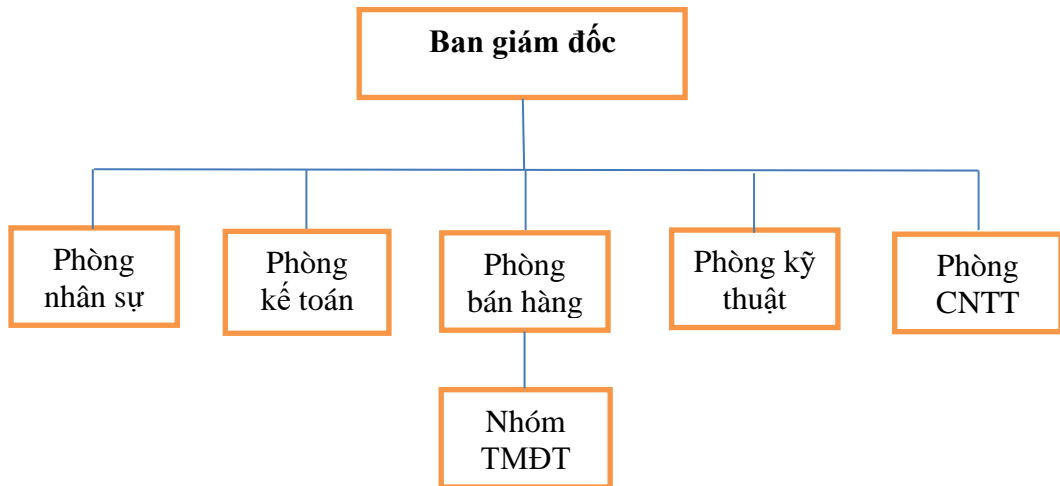 Ban giám đốc
Phòng
nhân sự
Phòng
kế toán
Phòng
bán hàng
Phòng kỹ
thuật
Phòng
CNTT
Nhóm
TMĐT